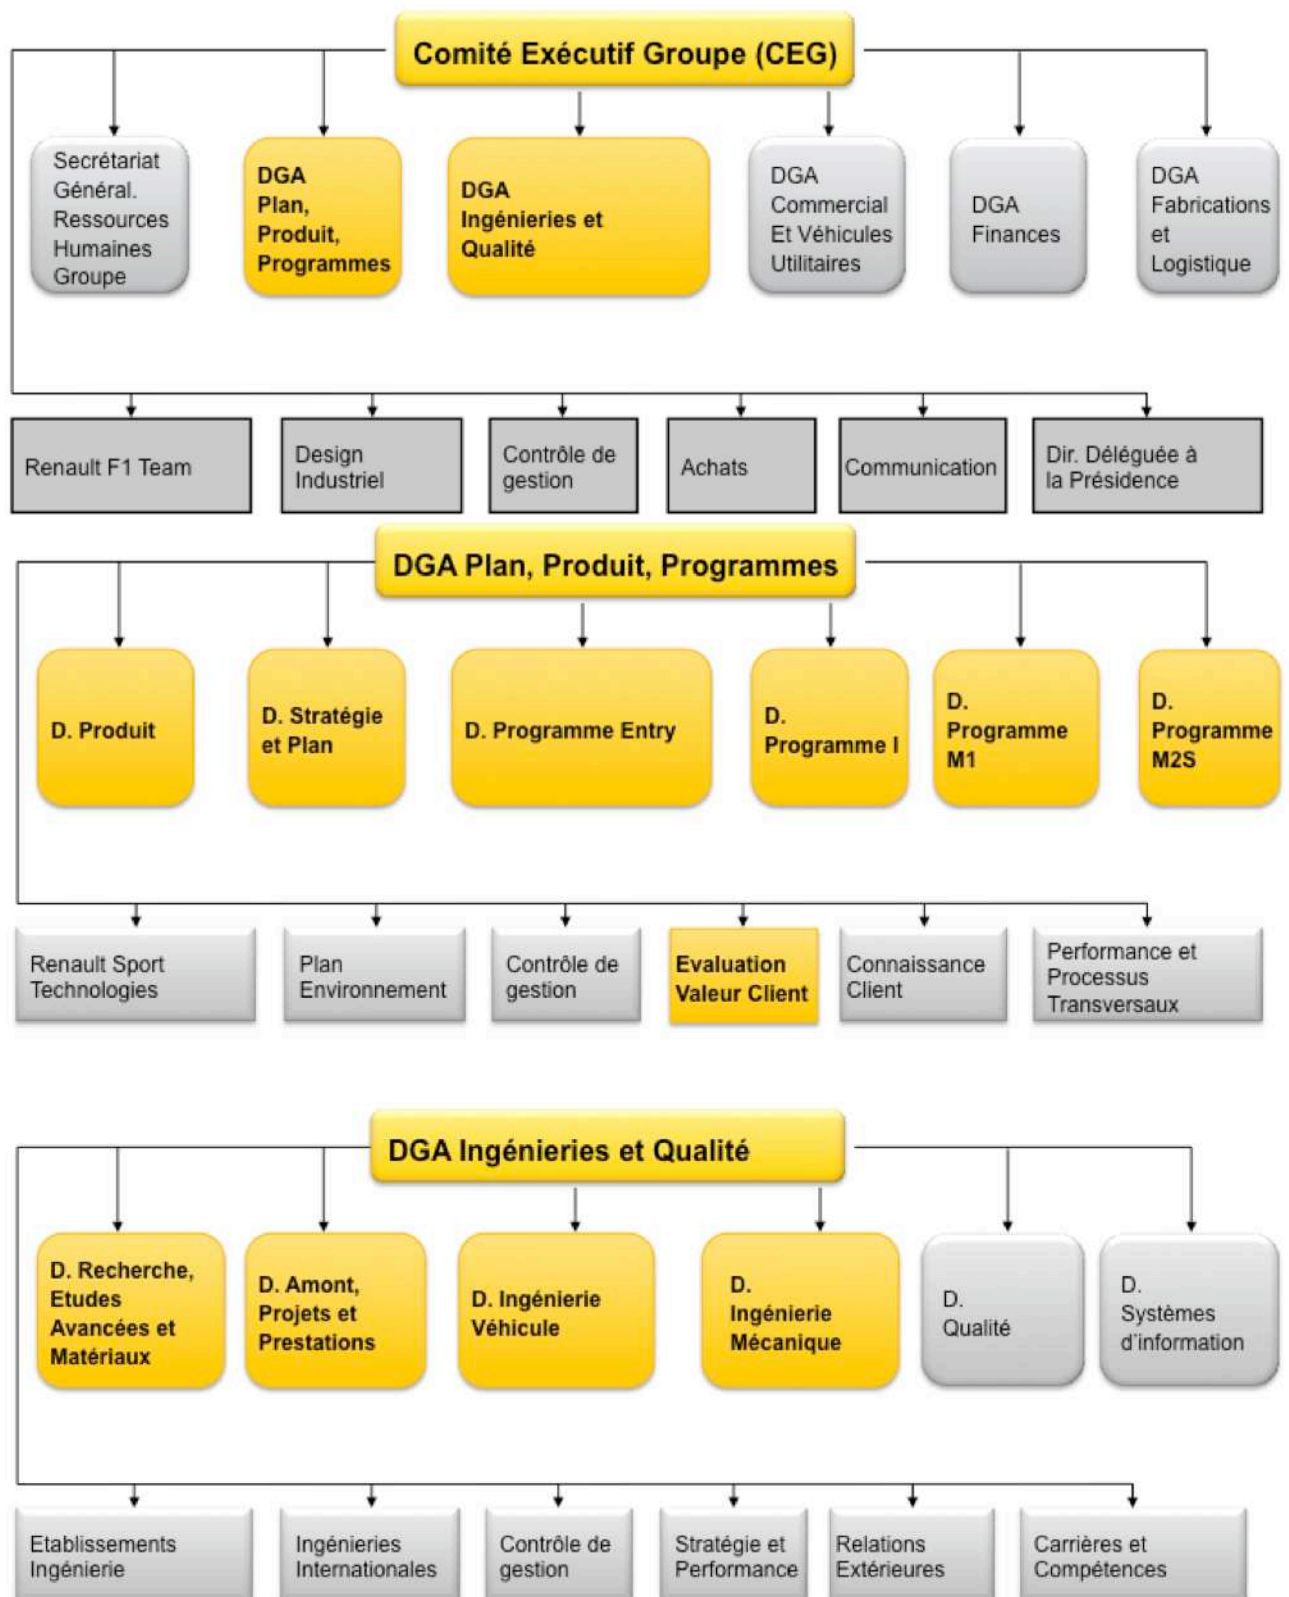 Comité Exécutif Groupe (CEG)
Secrétariat
Général.
Ressources
Humaines
Groupe
DGA
Plan,
Produit,
Programmes
DGA
Ingénieries et
Qualité
DGA
Commercial
Et Véhicules
Utilitaires
DGA
Finances
DGA
Fabrications
et
Logistique
Renault F1 Team
Design
Industriel
Contrôle de
gestion
Achats
Communication
Dir. Déléguée à
la Présidence
DGA Plan, Produit, Programmes
D. Produit
D. Stratégie
et Plan
D. Programme Entry
D.
Programme I
D.
Programme
M1
D.
Programme
M2S
Renault Sport
Technologies
Plan
Environnement
Contrôle de
gestion
Evaluation
Valeur Client
Connaissance
Client
Performance et
Processus
Transversaux
DGA Ingénieries et Qualité
D. Recherche,
Etudes
Avancées et
Matériaux
D. Amont,
Projets et
Prestations
D. Ingénierie
Véhicule
D.
Ingénierie
Mécanique
D.
Qualité
D.
Systèmes
d'information
Etablissements
Ingénierie
Ingénieries
Internationales
Contrôle de
gestion
Stratégie et
Performance
Relations
Extérieures
Carrières et
Compétences